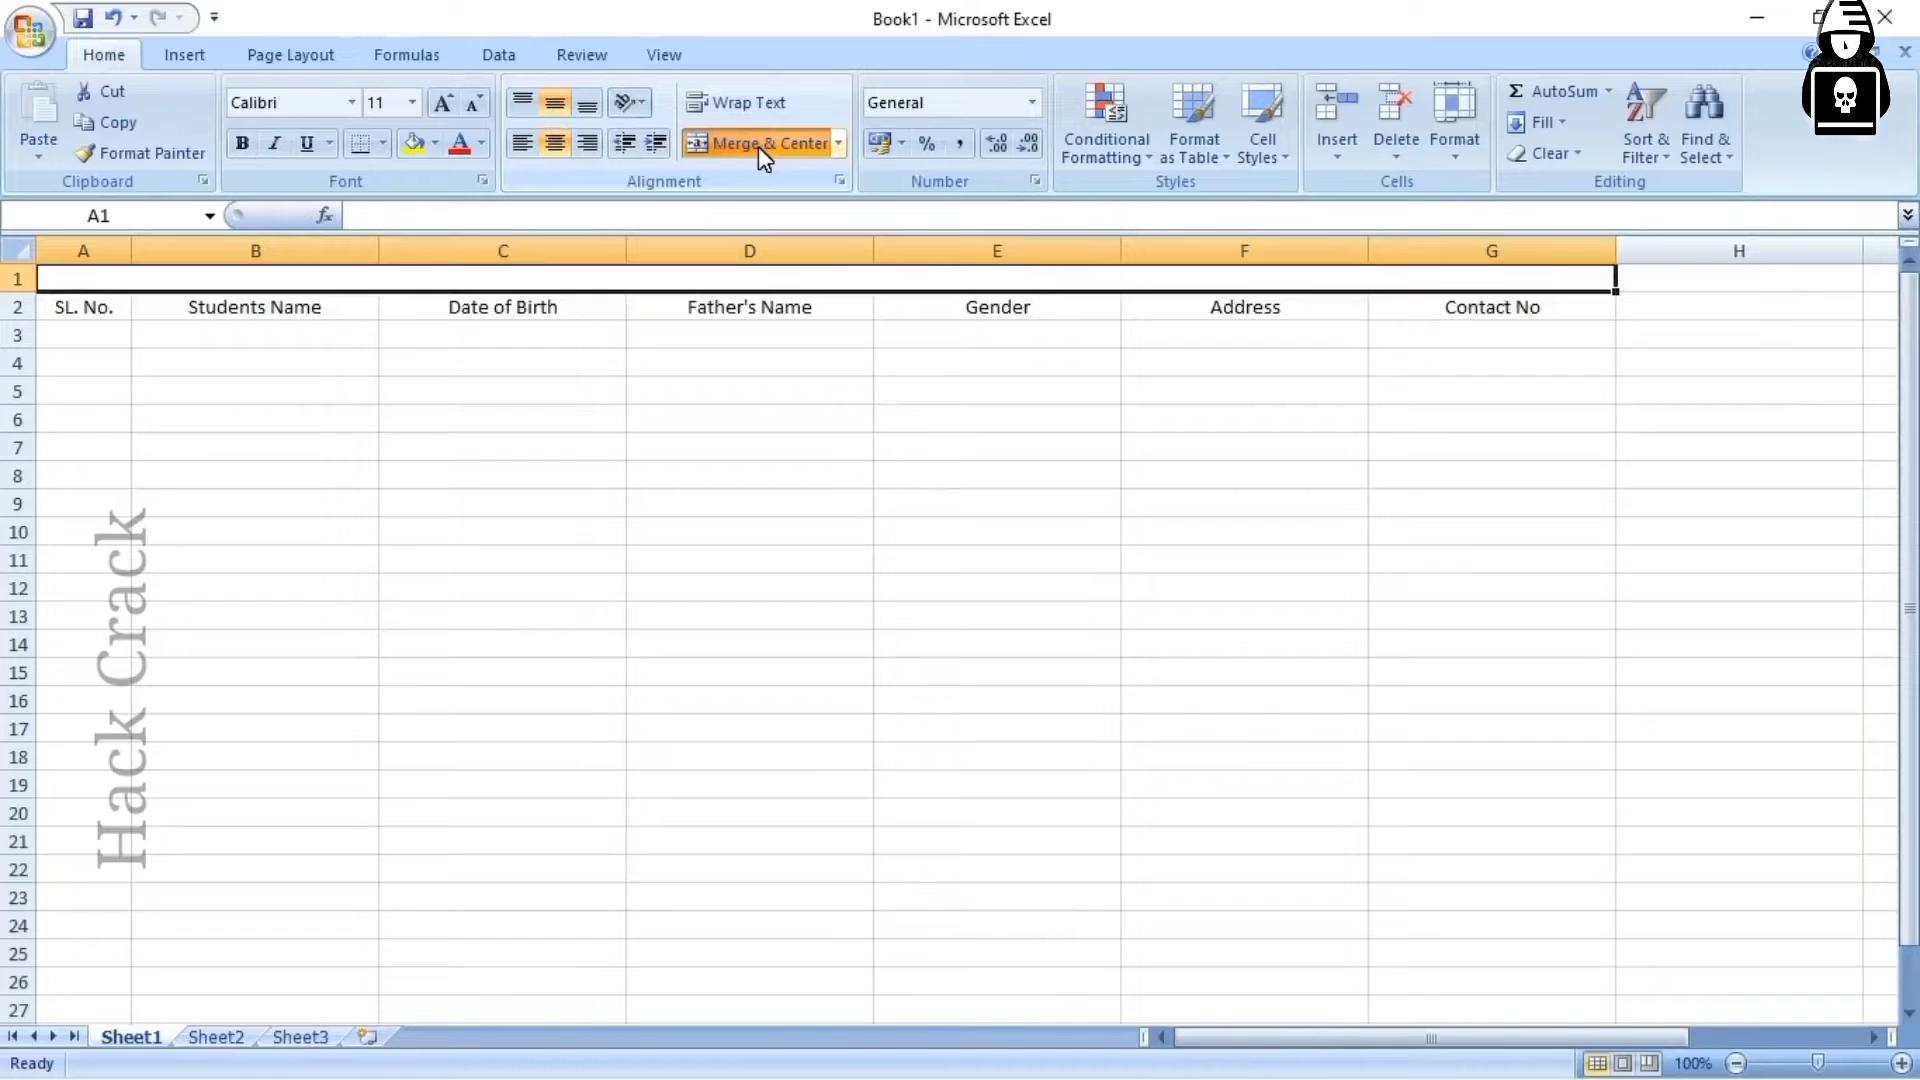 Book1 - Microsoft Excel
Home Insert Page Layout Formulas Data Review View
Paste
Cut
Copy
Format Painter
Clipboard
Calibri 11
B I U
Font
Wrap Text
Merge & Center
Alignment
General
% ,
Number
Conditional Formatting
Format as Table
Cell Styles
Styles
Insert
Delete
Format
Cells
Σ AutoSum
Fill
Clear
Sort & Filter
Find & Select
Editing
A1 fx
A B C D E F G H
1
2 SL. No. Students Name Date of Birth Father's Name Gender Address Contact No
3
4
5
6
7
8
9
10
11
12
13
14
15
16
17
18
19
20
21
22
23
24
25
26
27
Hack Crack
Sheet1 Sheet2 Sheet3
Ready 100%